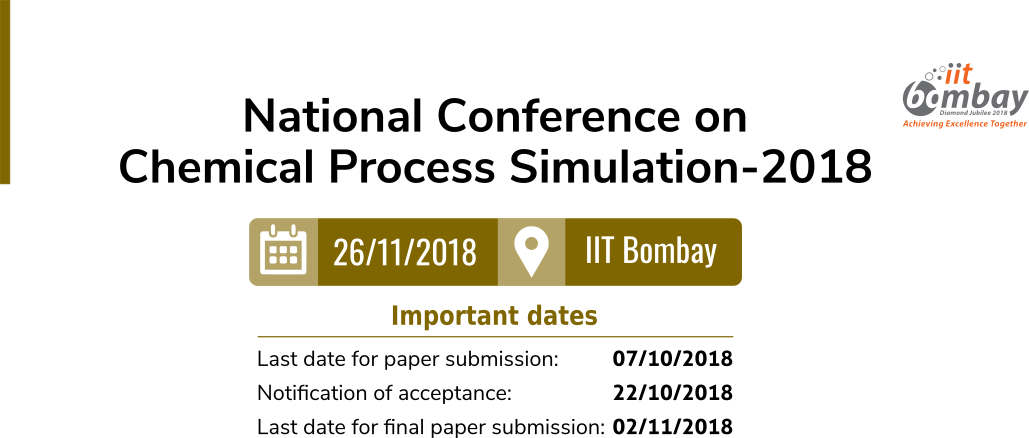 iit
bombay
Diamond Jubilee 2018
Achieving Excellence Together
National Conference on
Chemical Process Simulation-2018
26/11/2018 IIT Bombay
Important dates
Last date for paper submission: 07/10/2018
Notification of acceptance: 22/10/2018
Last date for final paper submission: 02/11/2018